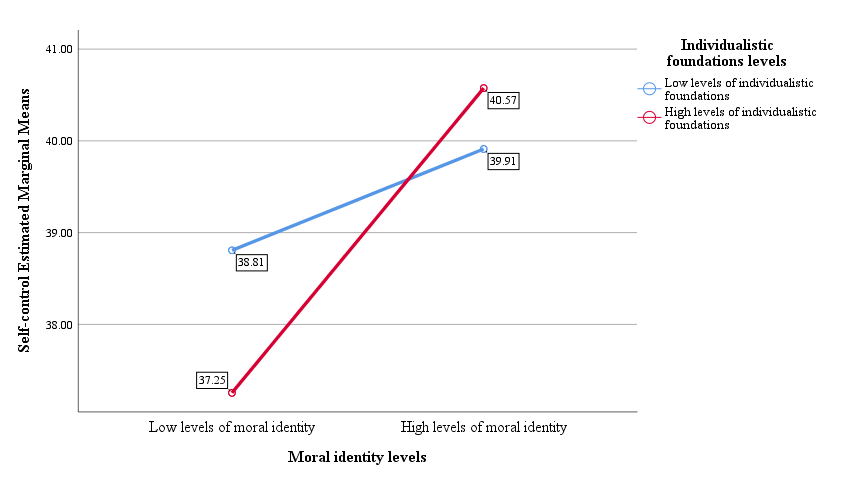 Individualistic
foundations levels
Low levels of individualistic
foundations
High levels of individualistic
foundations
Self-control Estimated Marginal Means
41.00
40.00
39.00
38.00
40.57
39.91
38.81
37.25
Low levels of moral identity
High levels of moral identity
Moral identity levels